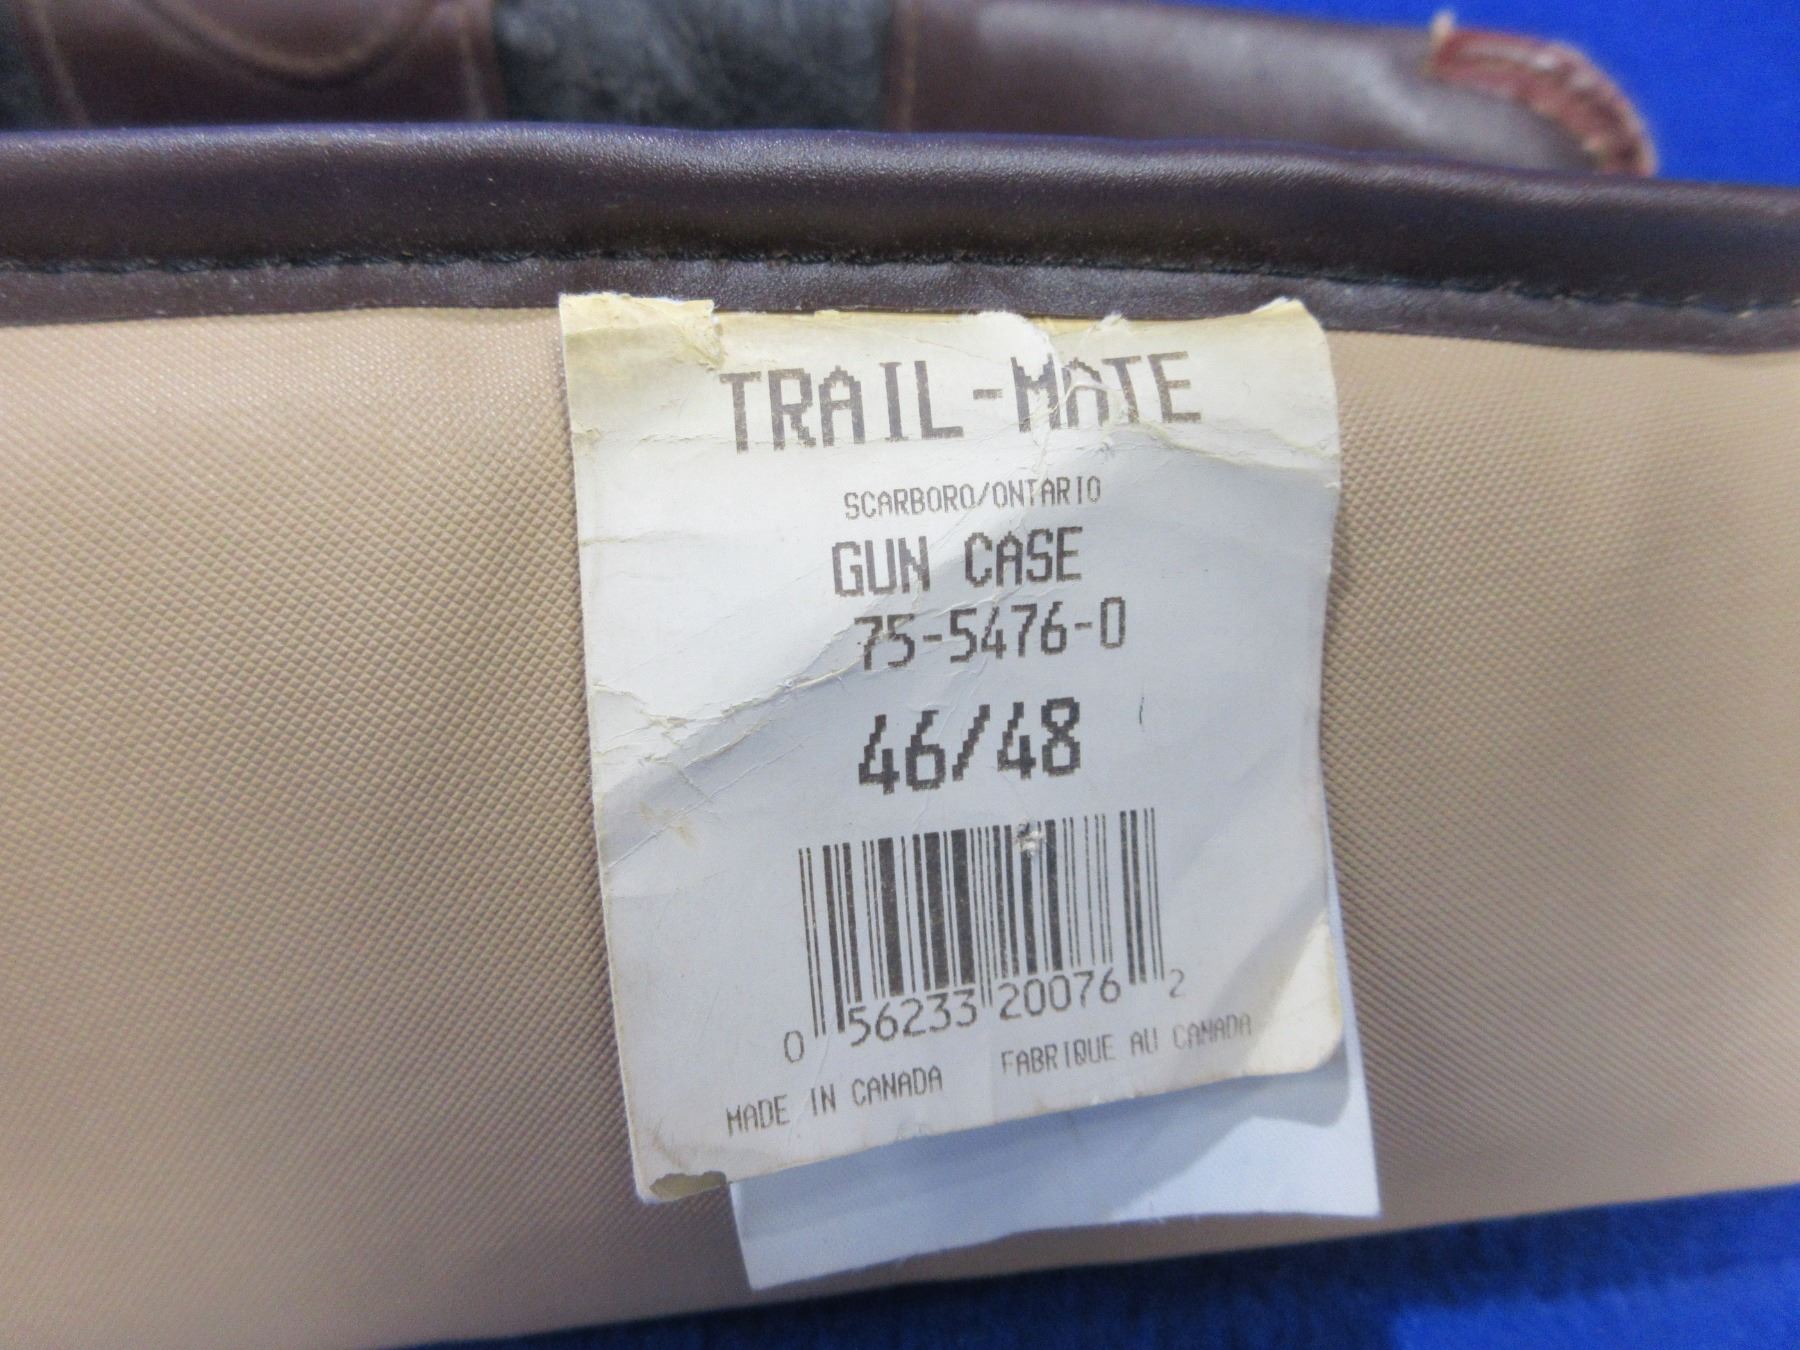 TRAIL-MATE
SCARBORO/ONTARIO
GUN CASE
75-5476-0
46/48
0 56233 20076 2
MADE IN CANADA FABRIQUE AU CANADA